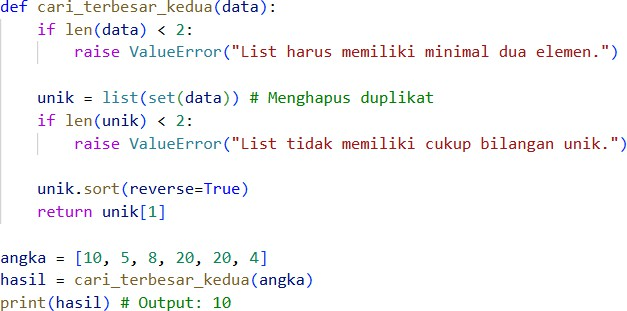 def cari_terbesar_kedua(data):
    if len(data) < 2:
        raise ValueError("List harus memiliki minimal dua elemen.")

    unik = list(set(data)) # Menghapus duplikat
    if len(unik) < 2:
        raise ValueError("List tidak memiliki cukup bilangan unik.")

    unik.sort(reverse=True)
    return unik[1]

angka = [10, 5, 8, 20, 20, 4]
hasil = cari_terbesar_kedua(angka)
print(hasil) # Output: 10